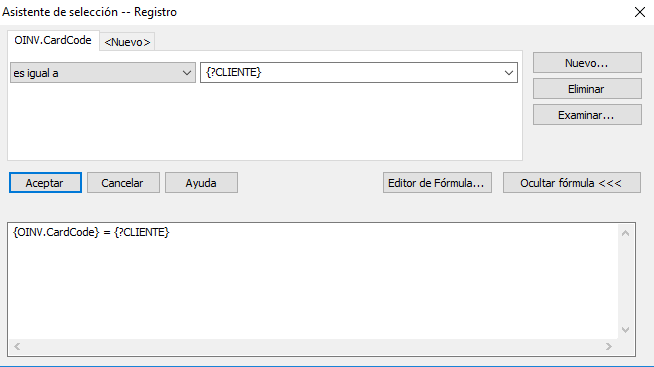 Asistente de selección -- Registro
OINV.CardCode <Nuevo>
es igual a {?CLIENTE}
Nuevo...
Eliminar
Examinar...
Aceptar Cancelar Ayuda Editor de Fórmula... Ocultar fórmula <<<
{OINV.CardCode} = {?CLIENTE}